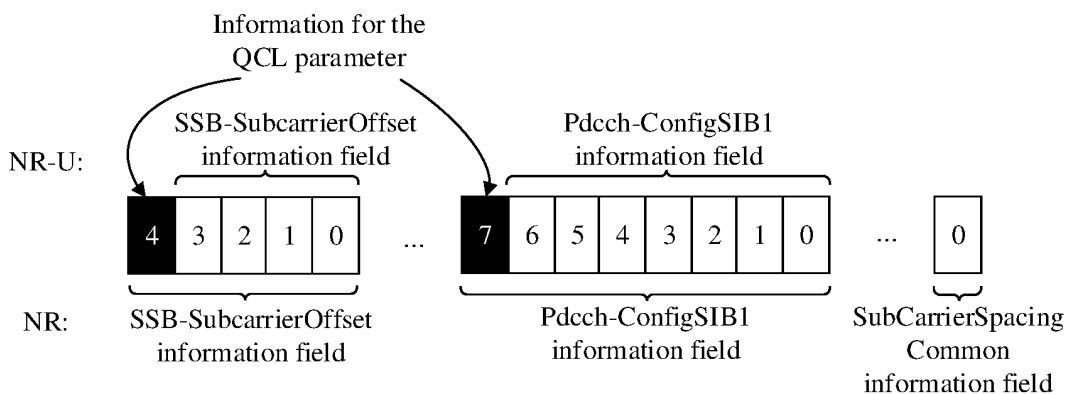 Information for the
QCL parameter
SSB-SubcarrierOffset
information field
Pdcch-ConfigSIB1
information field
NR-U:
4 3 2 1 0 ... 7 6 5 4 3 2 1 0 ... 0
NR:
SSB-SubcarrierOffset
information field
Pdcch-ConfigSIB1
information field
SubCarrierSpacing
Common
information field